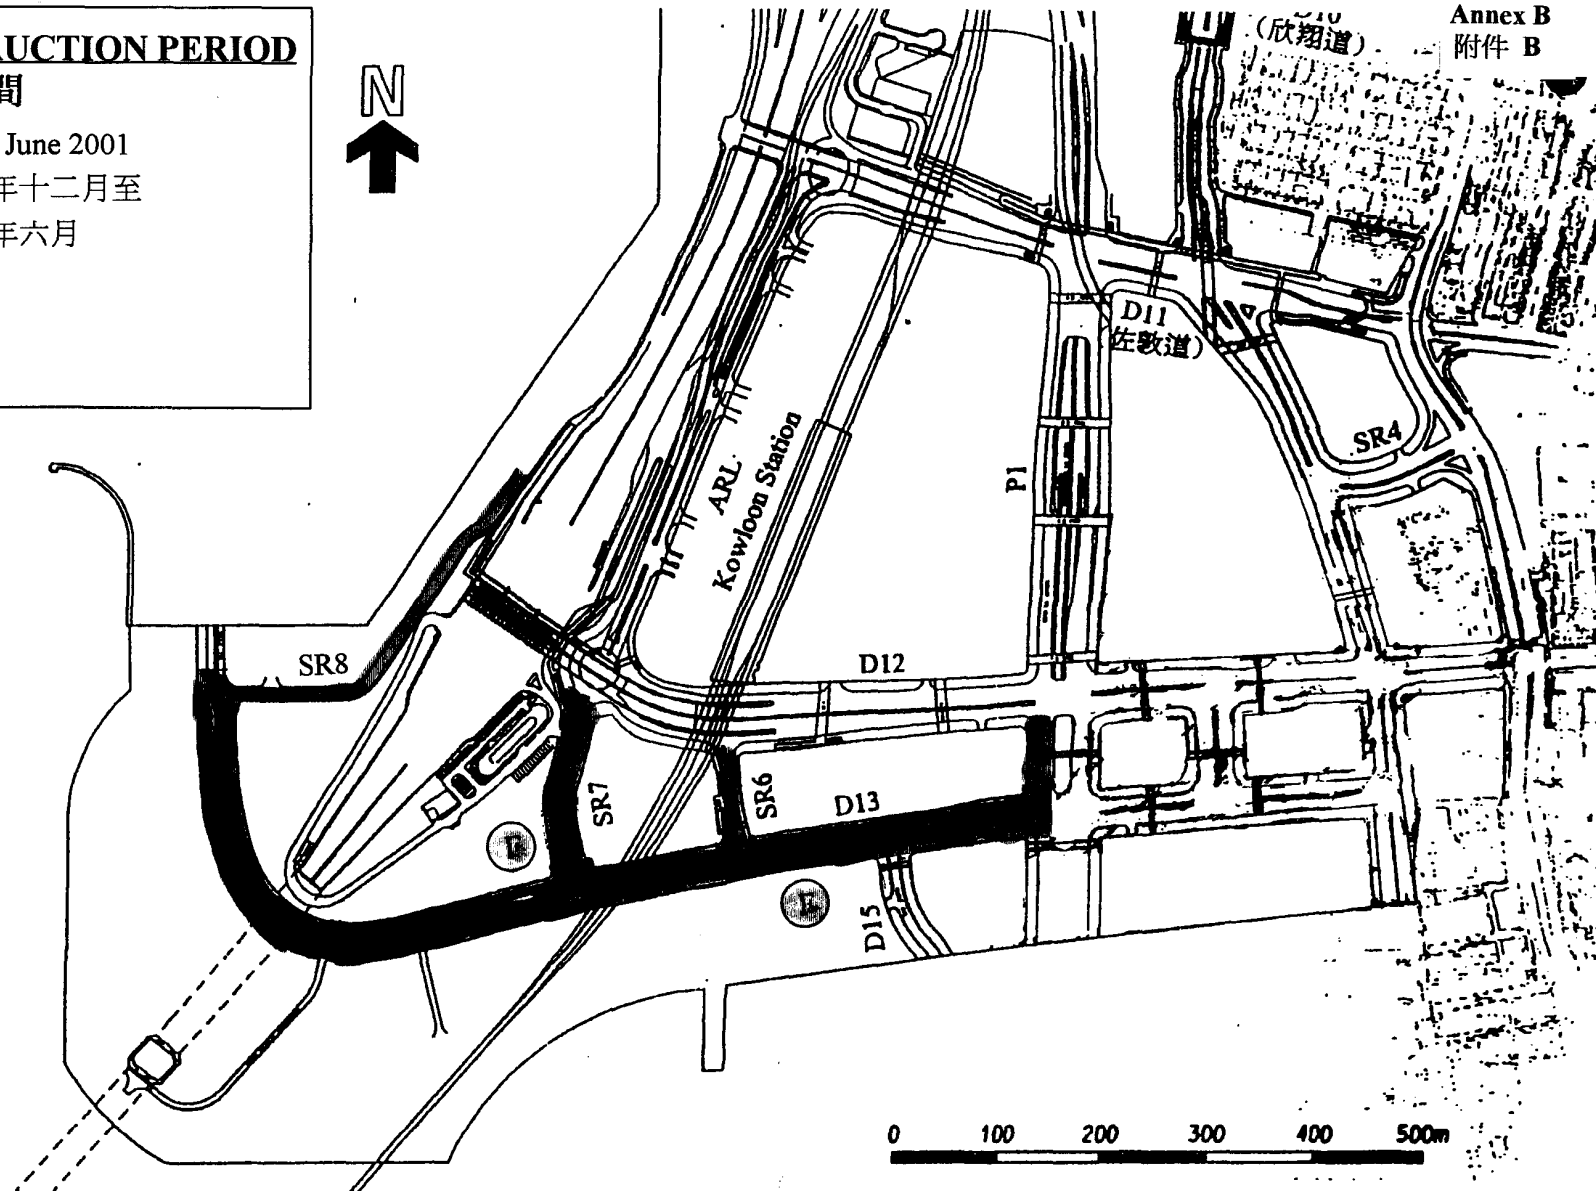 Annex B
附件 B
UCTION PERIOD
間
June 2001
年十二月至
年六月
N
(欣翔道)
D11
佐敦道)
SR4
P1
ARL
Kowloon Station
SR8
D12
SR7
SR6
D13
D15
0 100 200 300 400 500m